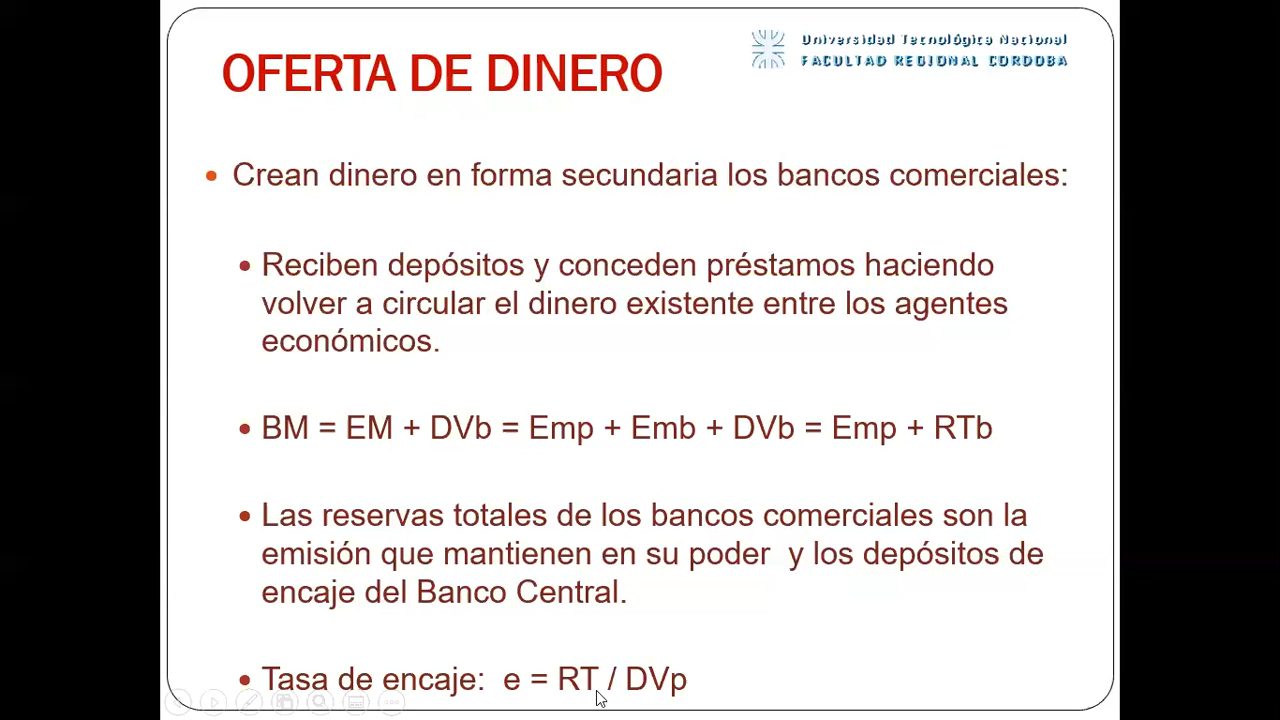 OFERTA DE DINERO
Universidad Tecnológica Nacional
FACULTAD REGIONAL CORDOBA
• Crean dinero en forma secundaria los bancos comerciales:
• Reciben depósitos y conceden préstamos haciendo
volver a circular el dinero existente entre los agentes
económicos.
• BM = EM + DVb = Emp + Emb + DVb = Emp + RTb
• Las reservas totales de los bancos comerciales son la
emisión que mantienen en su poder y los depósitos de
encaje del Banco Central.
• Tasa de encaje: e = RT / DVp